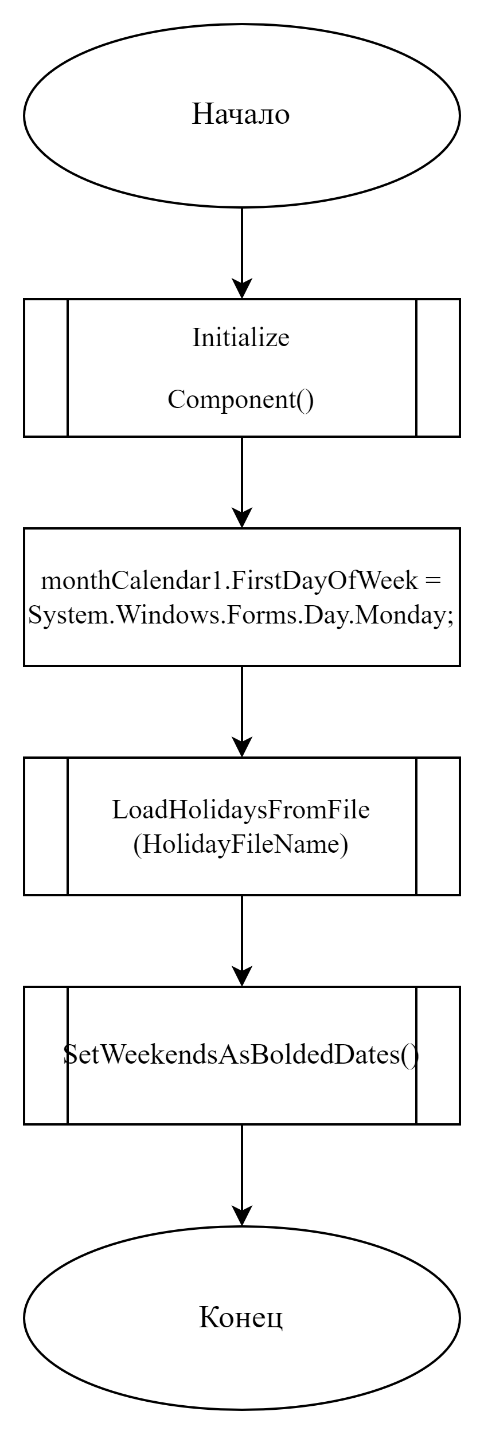 Начало
Initialize
Component()
monthCalendar1.FirstDayOfWeek =
System.Windows.Forms.Day.Monday;
LoadHolidaysFromFile
(HolidayFileName)
SetWeekendsAsBoldedDates()
Конец